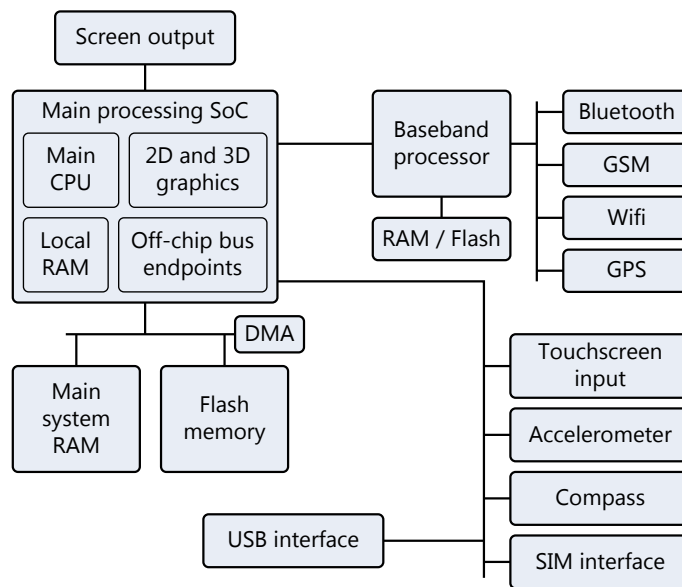 Screen output
Main processing SoC
Main
CPU
2D and 3D
graphics
Local
RAM
Off-chip bus
endpoints
Baseband
processor
RAM / Flash
Bluetooth
GSM
Wifi
GPS
DMA
Main
system
RAM
Flash
memory
Touchscreen
input
Accelerometer
Compass
USB interface
SIM interface